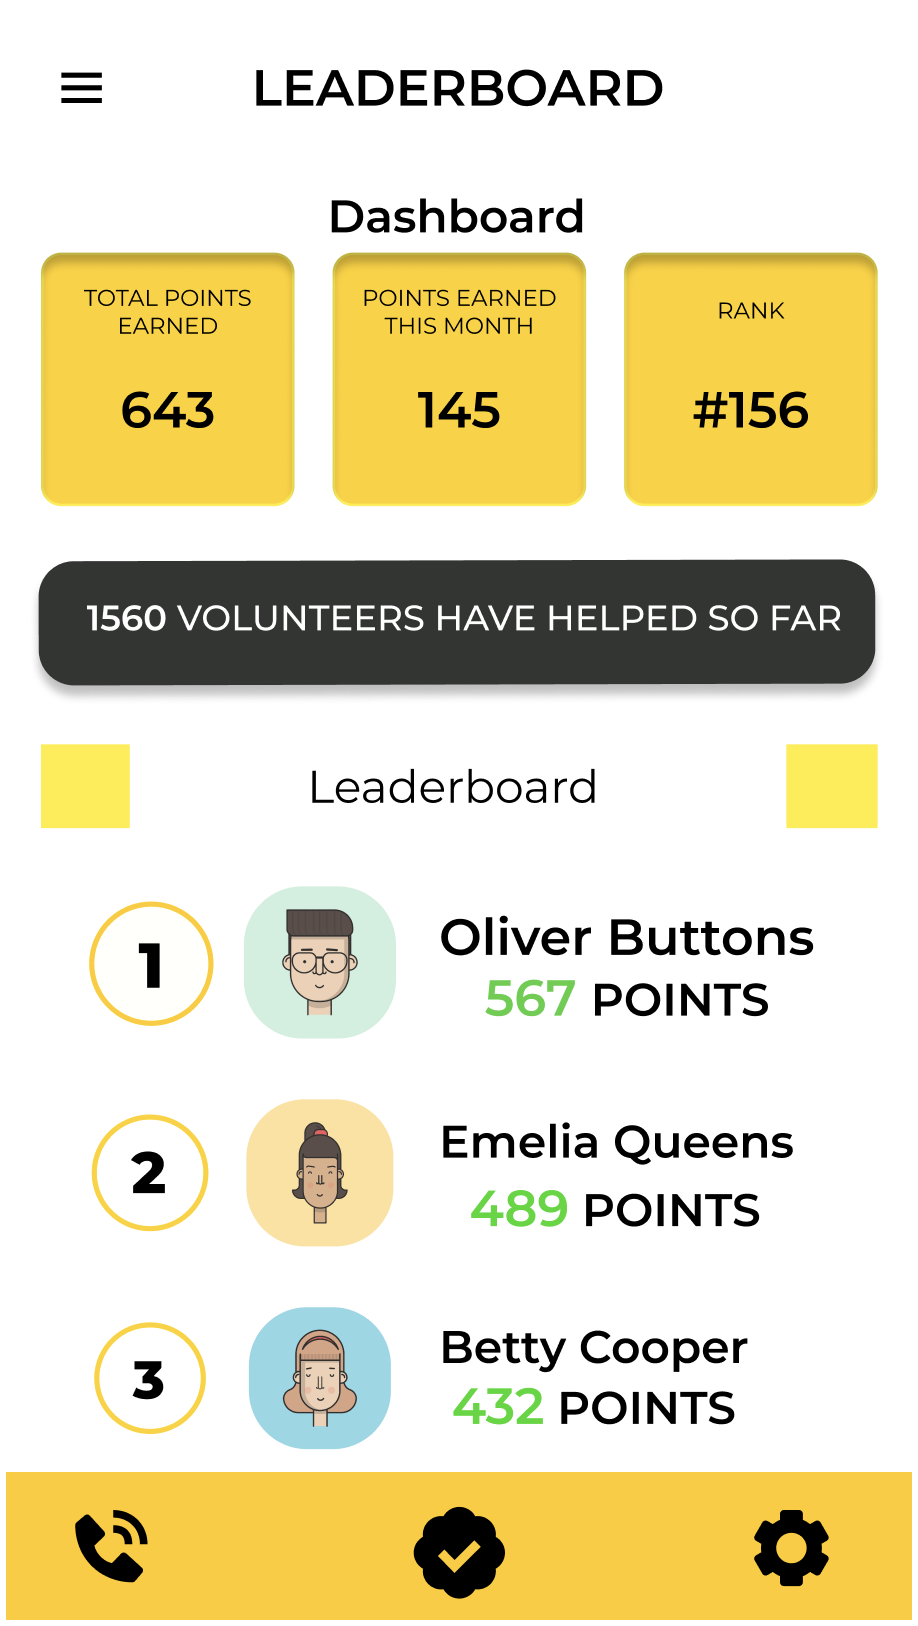 LEADERBOARD
Dashboard
TOTAL POINTS
EARNED
643
POINTS EARNED
THIS MONTH
145
RANK
#156
1560 VOLUNTEERS HAVE HELPED SO FAR
Leaderboard
1
Oliver Buttons
567 POINTS
2
Emelia Queens
489 POINTS
3
Betty Cooper
432 POINTS